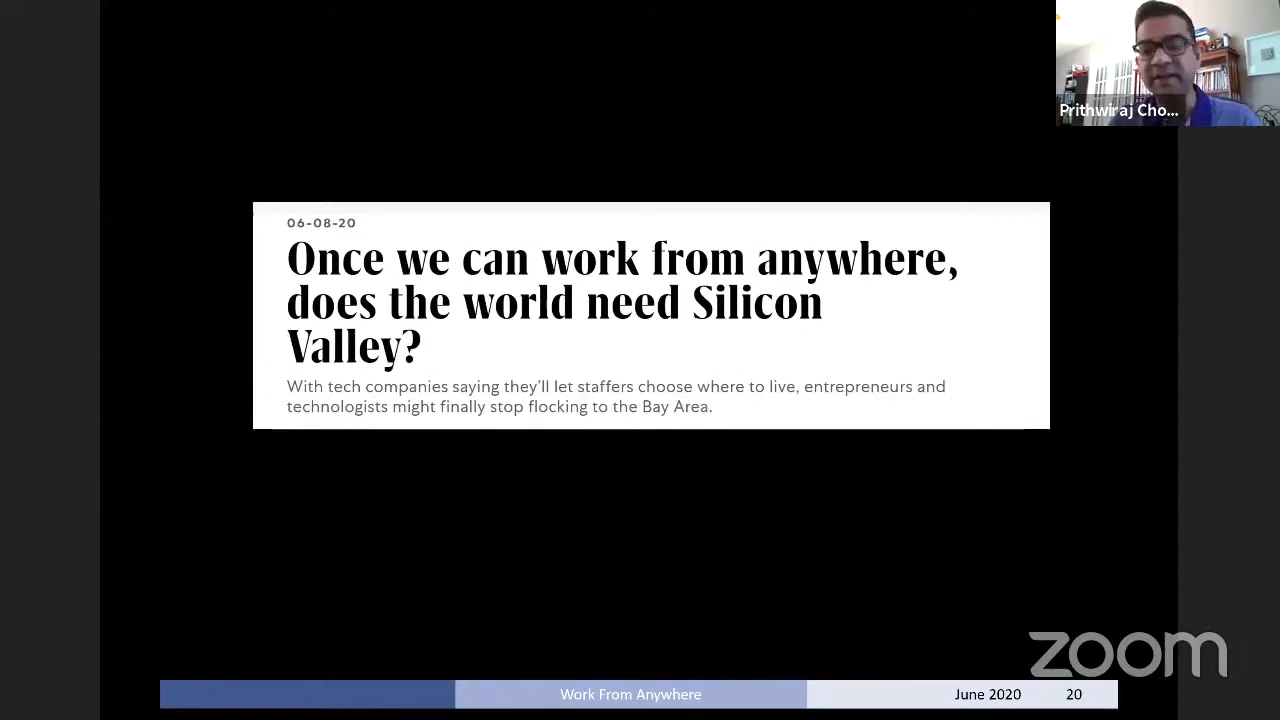 Prithwiraj Cho...
06-08-20
Once we can work from anywhere,
does the world need Silicon
Valley?
With tech companies saying they'll let staffers choose where to live, entrepreneurs and
technologists might finally stop flocking to the Bay Area.
zoom
Work From Anywhere
June 2020
20